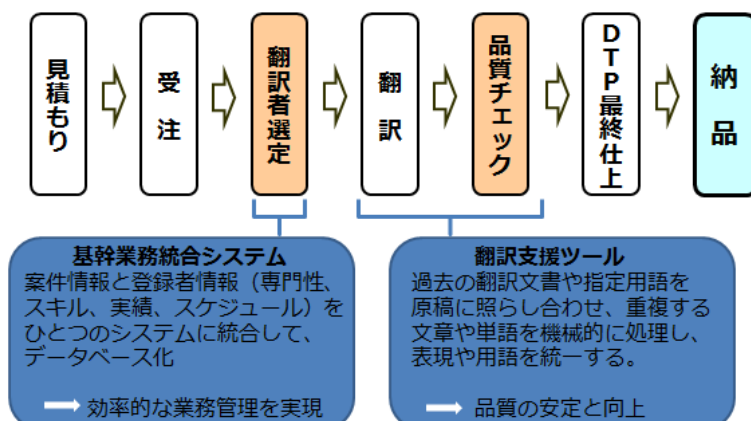 見積もり
受注
翻訳者選定
翻訳
品質チェック
DTP最終仕上
納品
基幹業務統合システム
案件情報と登録者情報（専門性、
スキル、実績、スケジュール）を
ひとつのシステムに統合して、
データベース化
効率的な業務管理を実現
翻訳支援ツール
過去の翻訳文書や指定用語を
原稿に照らし合わせ、重複する
文章や単語を機械的に処理し、
表現や用語を統一する。
品質の安定と向上